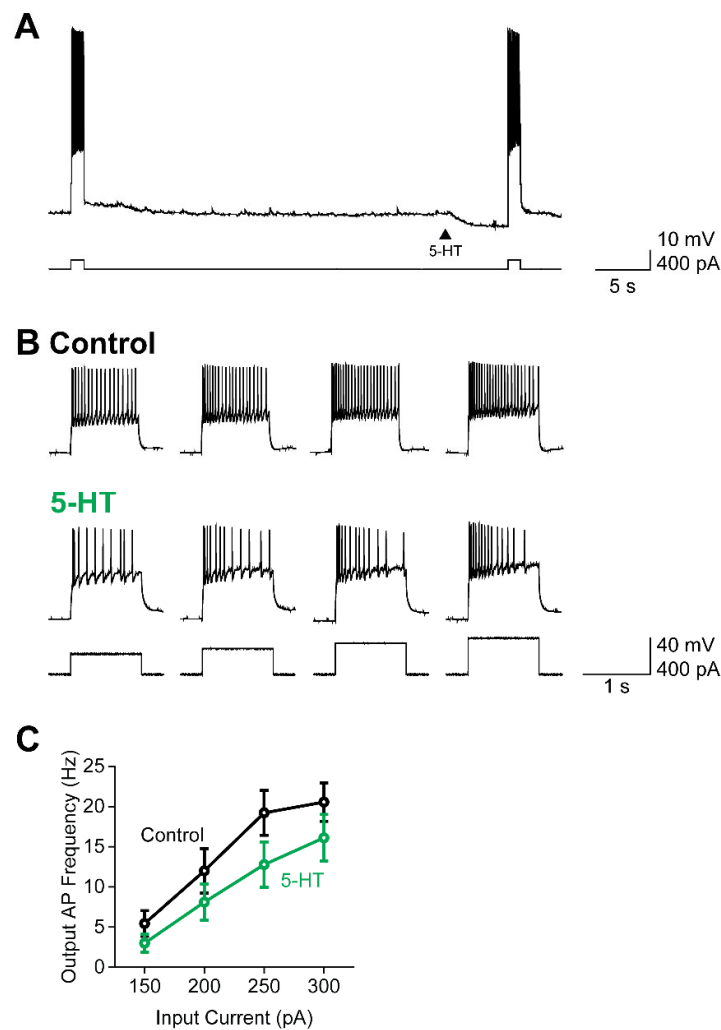 A
5-HT
10 mV
400 pA
5 s
B Control
5-HT
40 mV
400 pA
1 s
C
Output AP Frequency (Hz)
25
20
15
10
5
0
Control
5-HT
150 200 250 300
Input Current (pA)